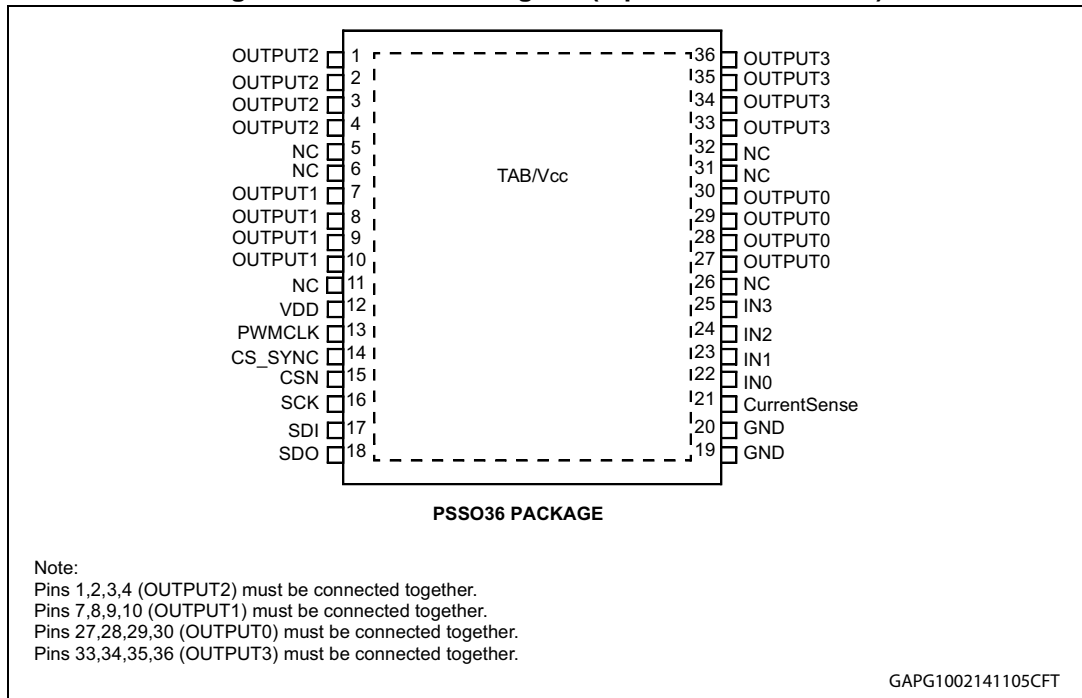 OUTPUT2 1
OUTPUT2 2
OUTPUT2 3
OUTPUT2 4
NC 5
NC 6
OUTPUT1 7
OUTPUT1 8
OUTPUT1 9
OUTPUT1 10
NC 11
VDD 12
PWMCLK 13
CS_SYNC 14
CSN 15
SCK 16
SDI 17
SDO 18
TAB/Vcc
36 OUTPUT3
35 OUTPUT3
34 OUTPUT3
33 OUTPUT3
32 NC
31 NC
30 OUTPUT0
29 OUTPUT0
28 OUTPUT0
27 OUTPUT0
26 NC
25 IN3
24 IN2
23 IN1
22 IN0
21 CurrentSense
20 GND
19 GND
PSSO36 PACKAGE
Note:
Pins 1,2,3,4 (OUTPUT2) must be connected together.
Pins 7,8,9,10 (OUTPUT1) must be connected together.
Pins 27,28,29,30 (OUTPUT0) must be connected together.
Pins 33,34,35,36 (OUTPUT3) must be connected together.
GAPG1002141105CFT